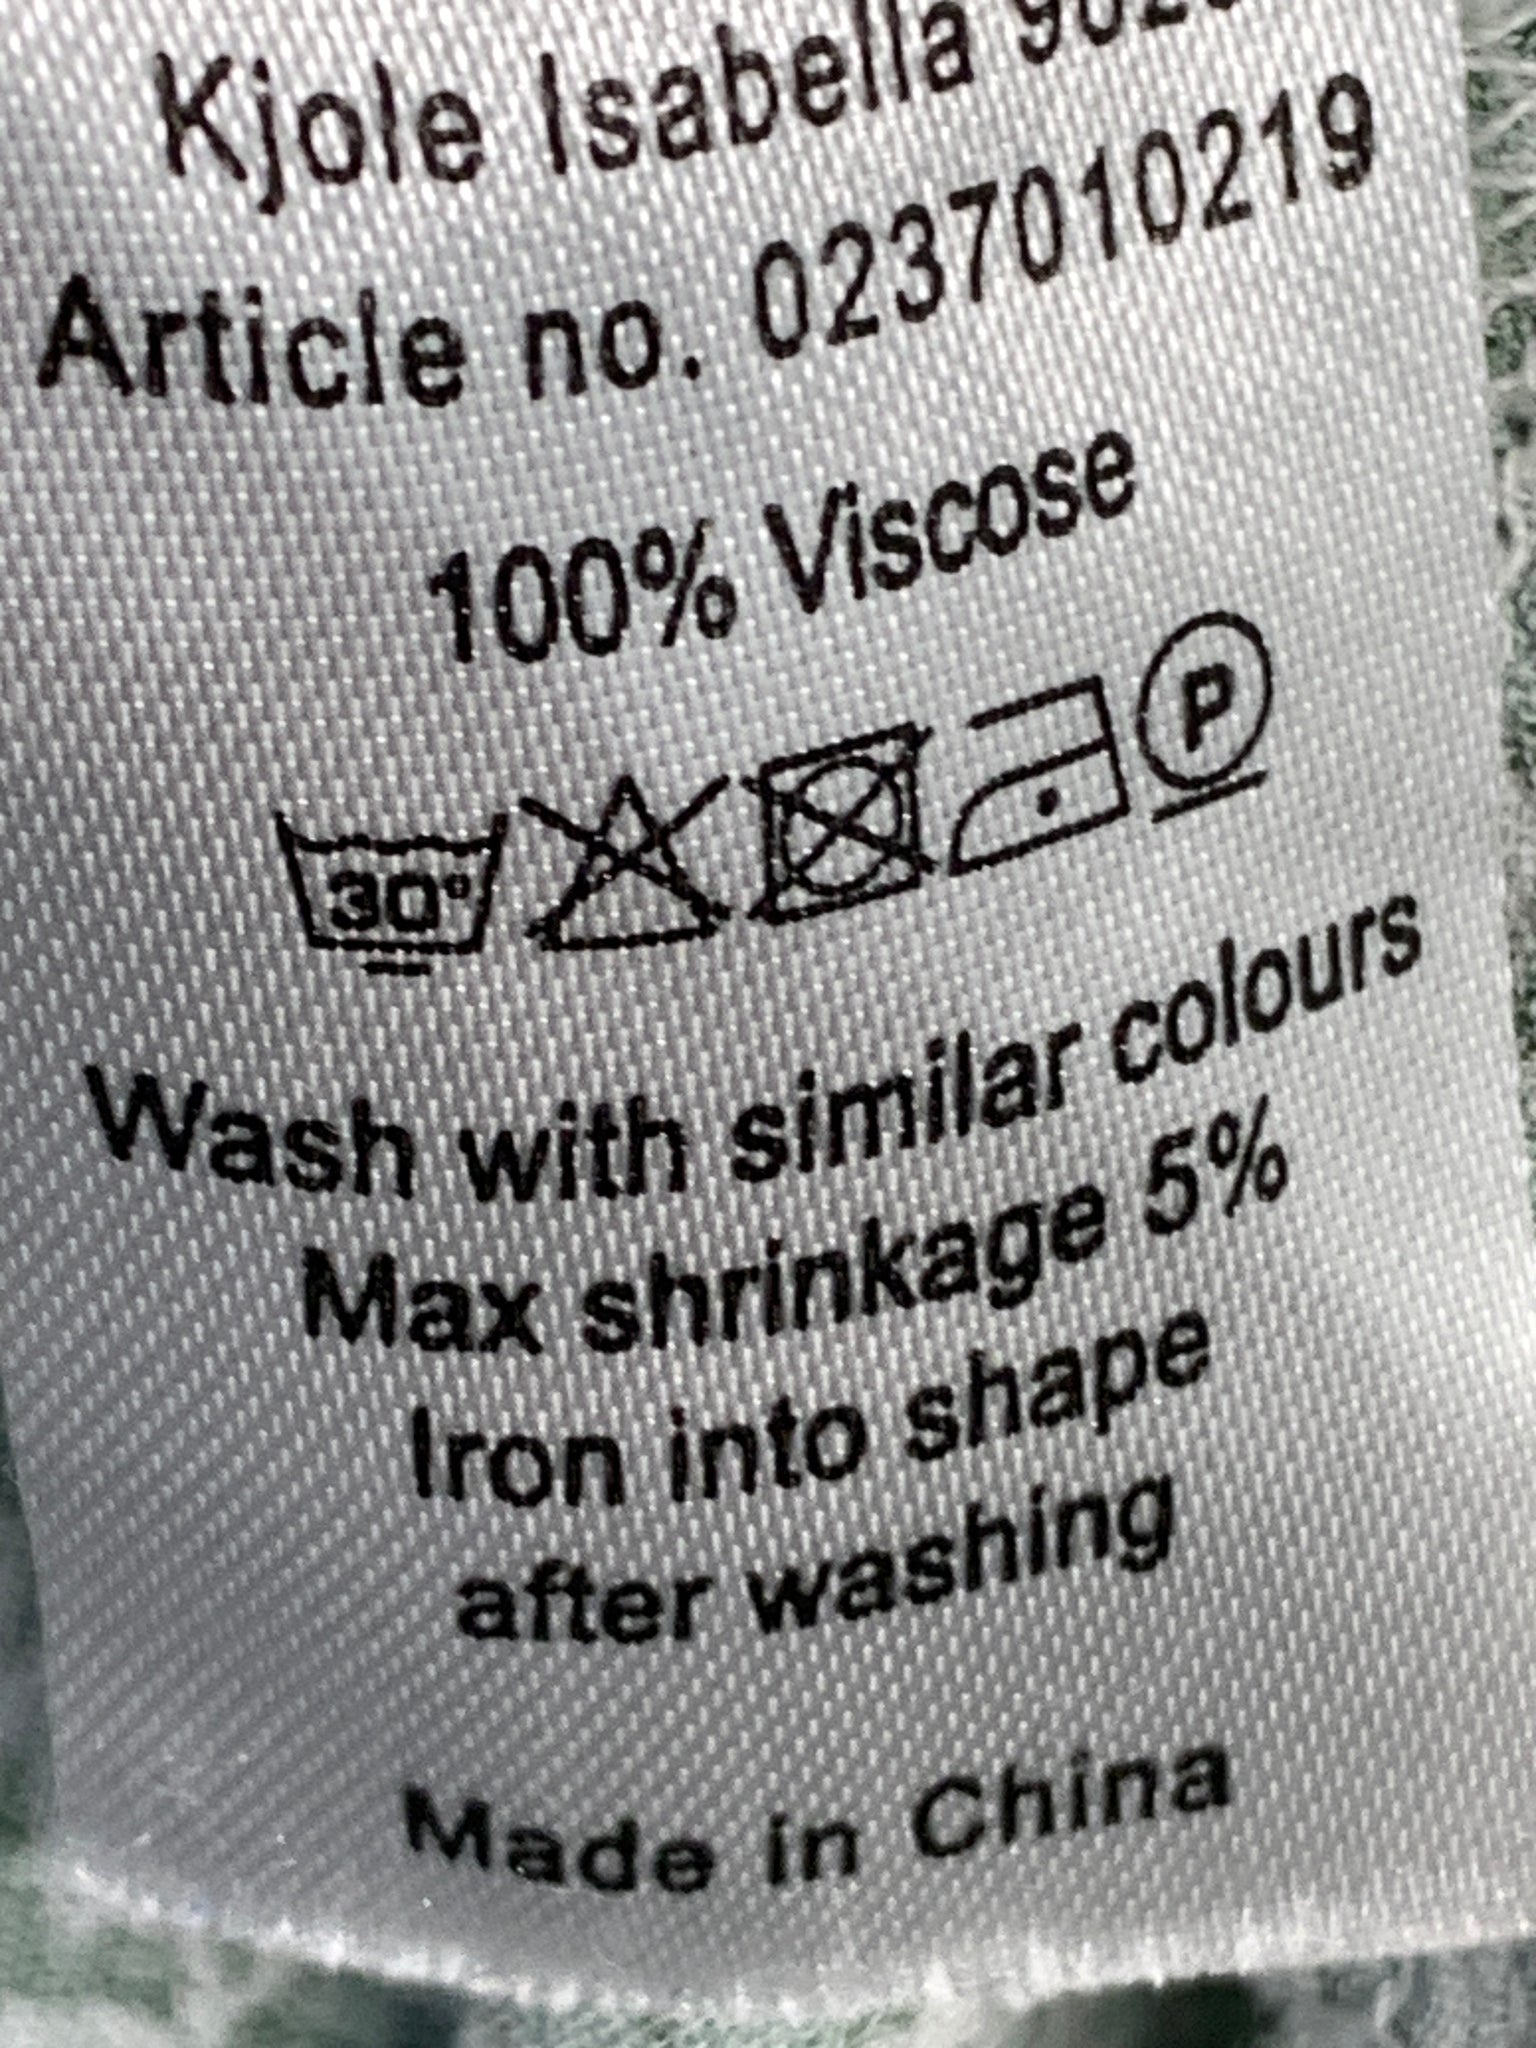 Kjole Isabella
Article no. 0237010219
100% Viscose
30° P
Wash with similar colours
Max shrinkage 5%
Iron into shape
after washing
Made in China